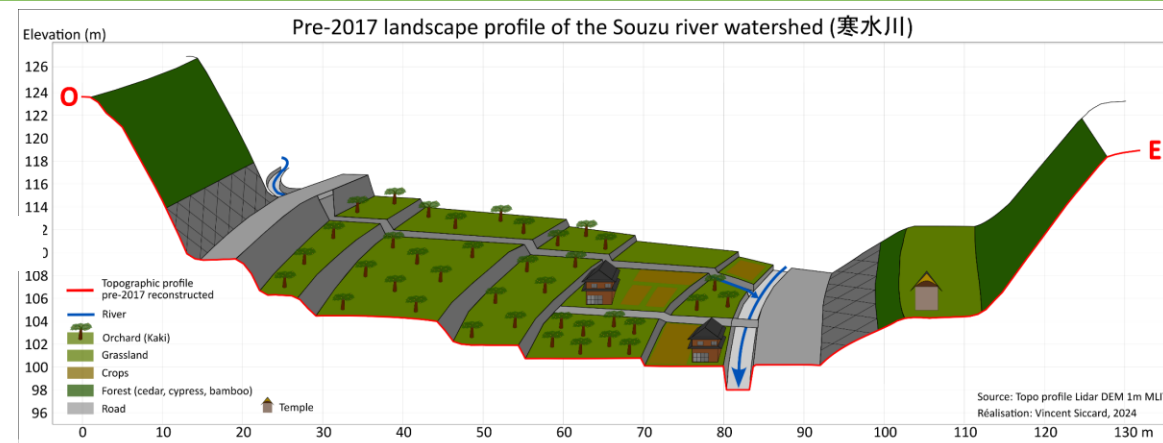 Pre-2017 landscape profile of the Souzu river watershed (寒水川)
Elevation (m)
126
124
122
120
118
116
114
2
108
106
104
102
100
98
96
O
E
Topographic profile
pre-2017 reconstructed
River
Orchard (Kaki)
Grassland
Crops
Forest (cedar, cypress, bamboo)
Road
Temple
Source: Topo profile Lidar DEM 1m MLI
Réalisation: Vincent Siccard, 2024
0 10 20 30 40 50 60 70 80 90 100 110 120 130 m